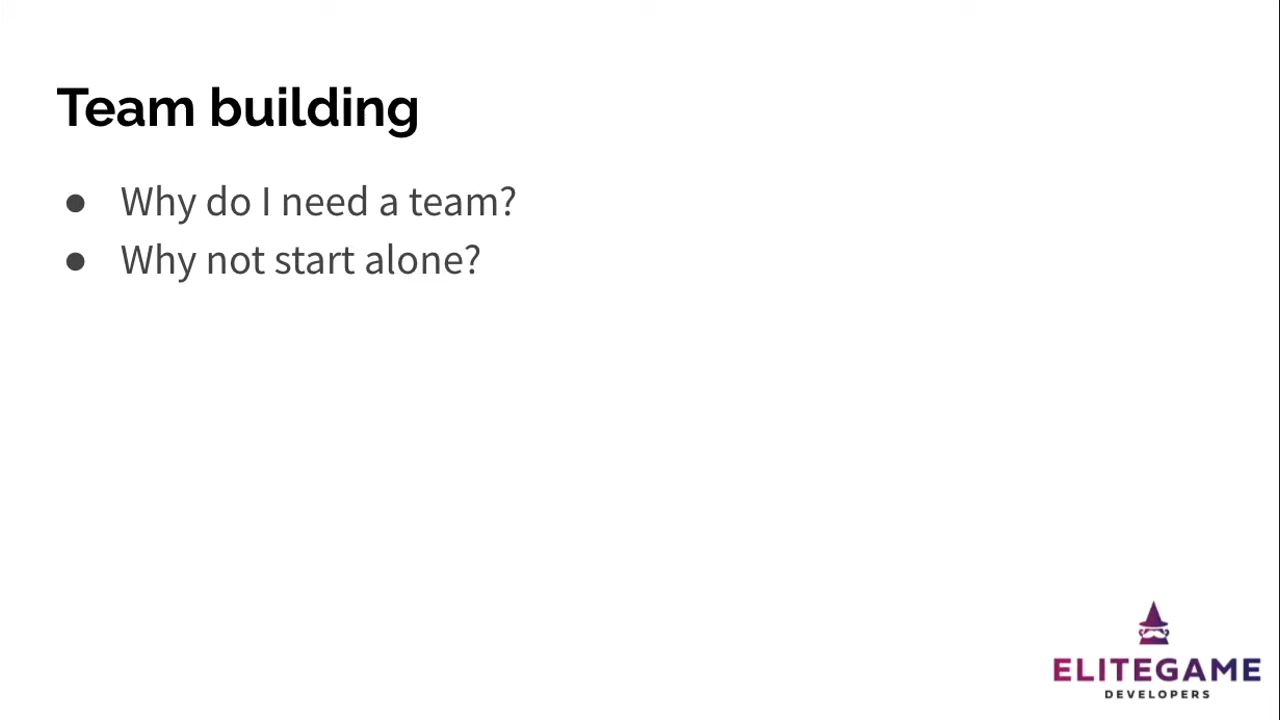 Team building
● Why do I need a team?
● Why not start alone?
ELITEGAME
DEVELOPERS